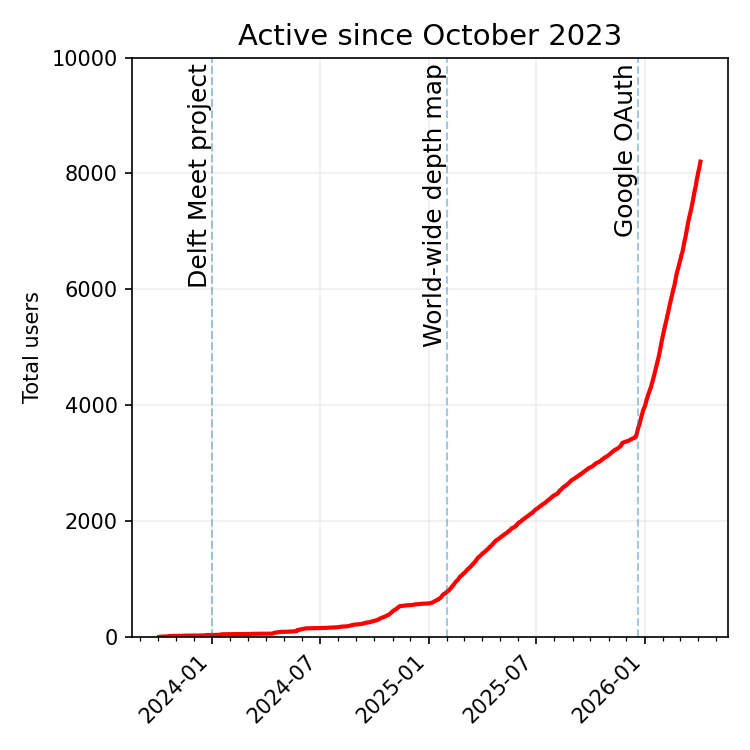 Active since October 2023
Total users
10000
8000
6000
4000
2000
0
Delft Meet project
World-wide depth map
Google OAuth
2024-01
2024-07
2025-01
2025-07
2026-01